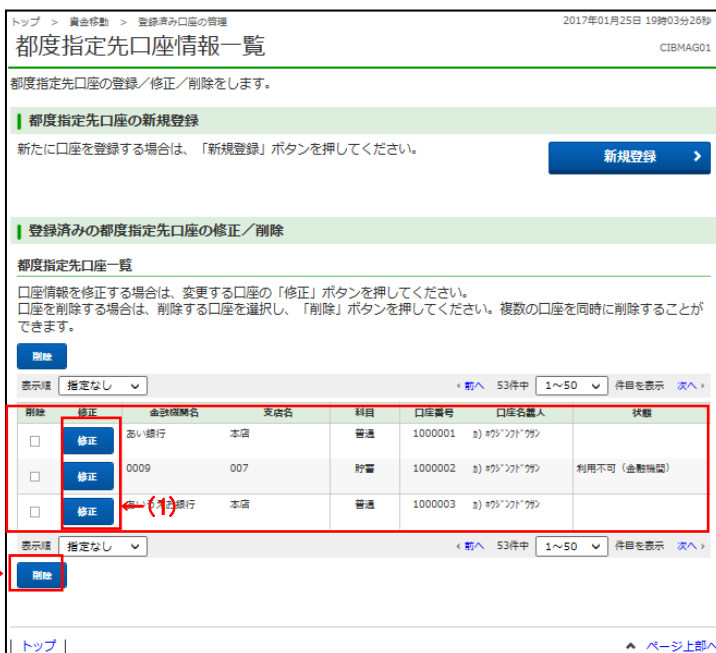 トップ > 資金移動 > 登録済み口座の管理 2017年01月25日 19時03分26秒
都度指定先口座情報一覧 CIBMAG01
都度指定先口座の登録／修正／削除をします。
都度指定先口座の新規登録
新たに口座を登録する場合は、「新規登録」ボタンを押してください。
新規登録
登録済みの都度指定先口座の修正／削除
都度指定先口座一覧
口座情報を修正する場合は、変更する口座の「修正」ボタンを押してください。
口座を削除する場合は、削除する口座を選択し、「削除」ボタンを押してください。複数の口座を同時に削除することが
できます。
削除
表示順 指定なし 前へ 53件中 1～50 件目を表示 次へ
削除 修正 金融機関名 支店名 科目 口座番号 口座名義人 状態
修正 あい銀行 本店 普通 1000001 ｶ) ﾎｳｼﾞﾝﾌﾄﾞｳｻﾝ
修正 0009 007 貯蓄 1000002 ｶ) ﾎｳｼﾞﾝﾌﾄﾞｳｻﾝ 利用不可（金融機関）
修正 あいうえお銀行 本店 普通 1000003 ｶ) ﾎｳｼﾞﾝﾌﾄﾞｳｻﾝ
(1)
表示順 指定なし 前へ 53件中 1～50 件目を表示 次へ
削除
| トップ | ページ上部へ